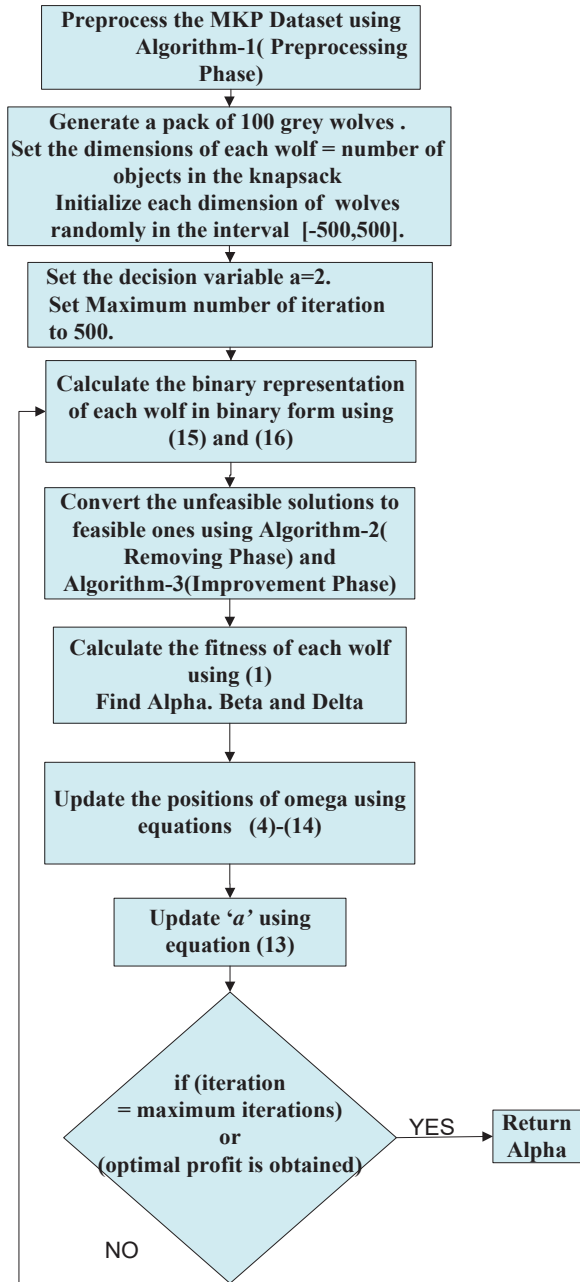 Preprocess the MKP Dataset using
Algorithm-1( Preprocessing
Phase)
Generate a pack of 100 grey wolves .
Set the dimensions of each wolf = number of
objects in the knapsack
Initialize each dimension of wolves
randomly in the interval [-500,500].
Set the decision variable a=2.
Set Maximum number of iteration
to 500.
Calculate the binary representation
of each wolf in binary form using
(15) and (16)
Convert the unfeasible solutions to
feasible ones using Algorithm-2(
Removing Phase) and
Algorithm-3(Improvement Phase)
Calculate the fitness of each wolf
using (1)
Find Alpha. Beta and Delta
Update the positions of omega using
equations (4)-(14)
Update ‘a’ using
equation (13)
if (iteration
= maximum iterations)
or
(optimal profit is obtained)
YES
Return
Alpha
NO